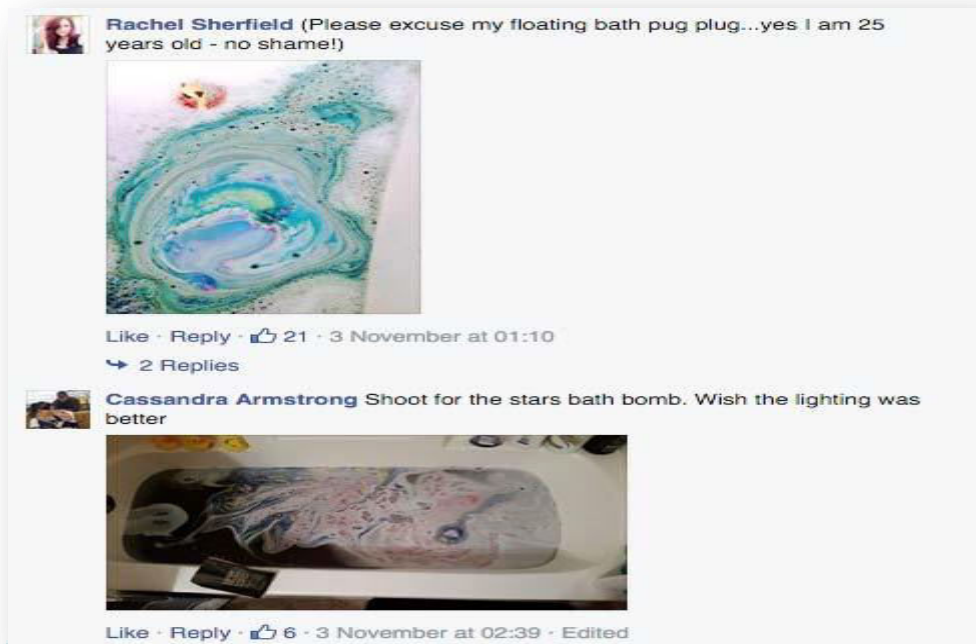 Rachel Sherfield (Please excuse my floating bath pug plug...yes I am 25
years old - no shame!)
Like · Reply · 21 · 3 November at 01:10
2 Replies
Cassandra Armstrong Shoot for the stars bath bomb. Wish the lighting was
better
Like · Reply · 6 · 3 November at 02:39 · Edited